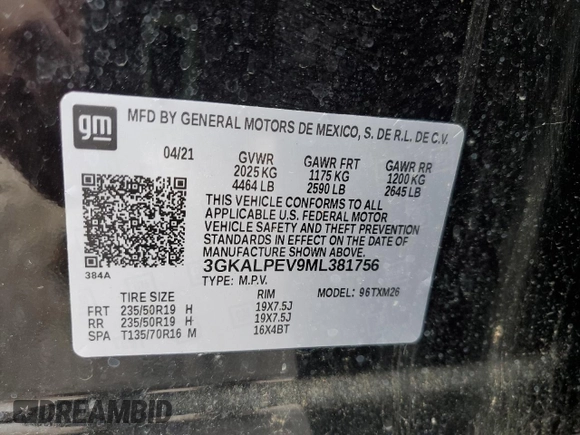 gm
MFD BY GENERAL MOTORS DE MEXICO, S. DE R.L. DE C.V.
04/21 GVWR GAWR FRT GAWR RR
2025 KG 1175 KG 1200 KG
4464 LB 2590 LB 2645 LB
THIS VEHICLE CONFORMS TO ALL
APPLICABLE U.S. FEDERAL MOTOR
VEHICLE SAFETY AND THEFT PREVENTION
STANDARDS IN EFFECT ON THE DATE OF
MANUFACTURE SHOWN ABOVE.
384A
3GKALPEV9ML381756
TYPE: M.P.V. MODEL: 96TXM26
TIRE SIZE RIM
FRT 235/50R19 H 19X7.5J
RR 235/50R19 H 19X7.5J
SPA T135/70R16 M 16X4BT
DREAMBID